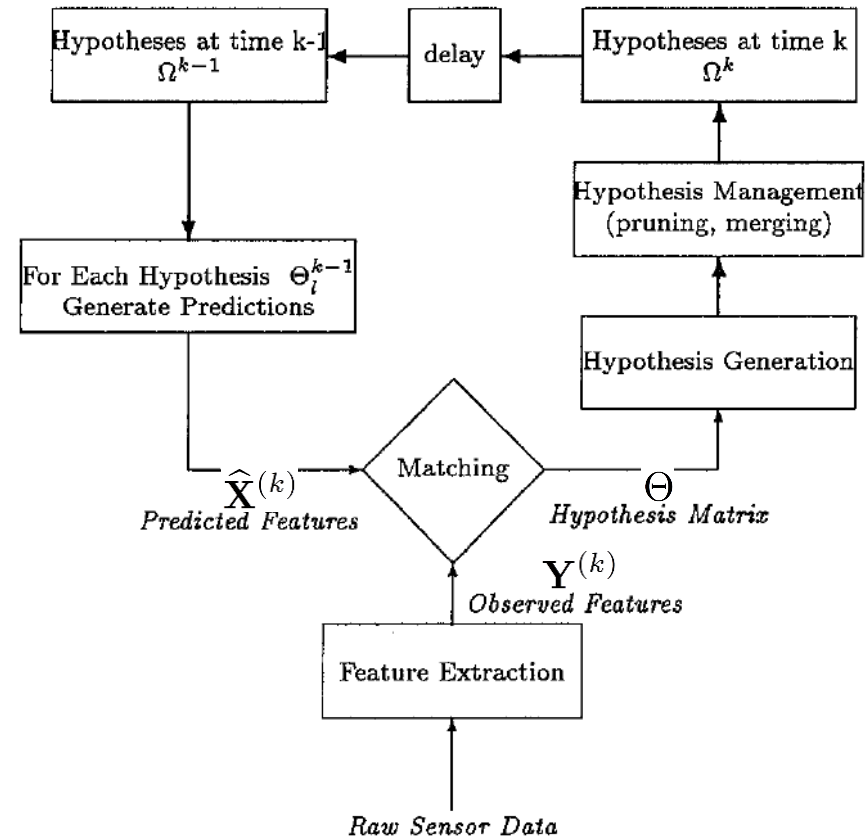 Hypotheses at time k-1
Ω^{k−1}
delay
Hypotheses at time k
Ω^k
Hypothesis Management
(pruning, merging)
For Each Hypothesis Θ_l^{k−1}
Generate Predictions
Hypothesis Generation
Matching
X̂^{(k)}
Predicted Features
Θ
Hypothesis Matrix
Y^{(k)}
Observed Features
Feature Extraction
Raw Sensor Data